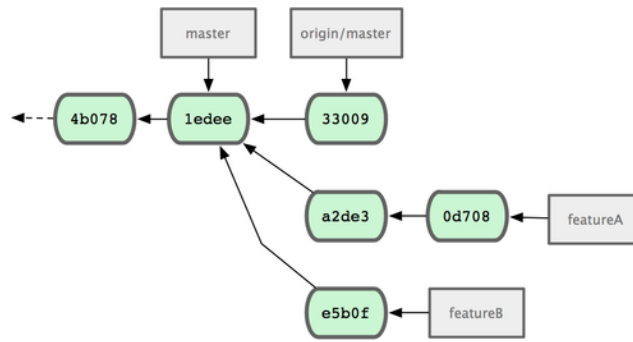 master
origin/master
4b078
1edee
33009
a2de3
0d708
featureA
e5b0f
featureB